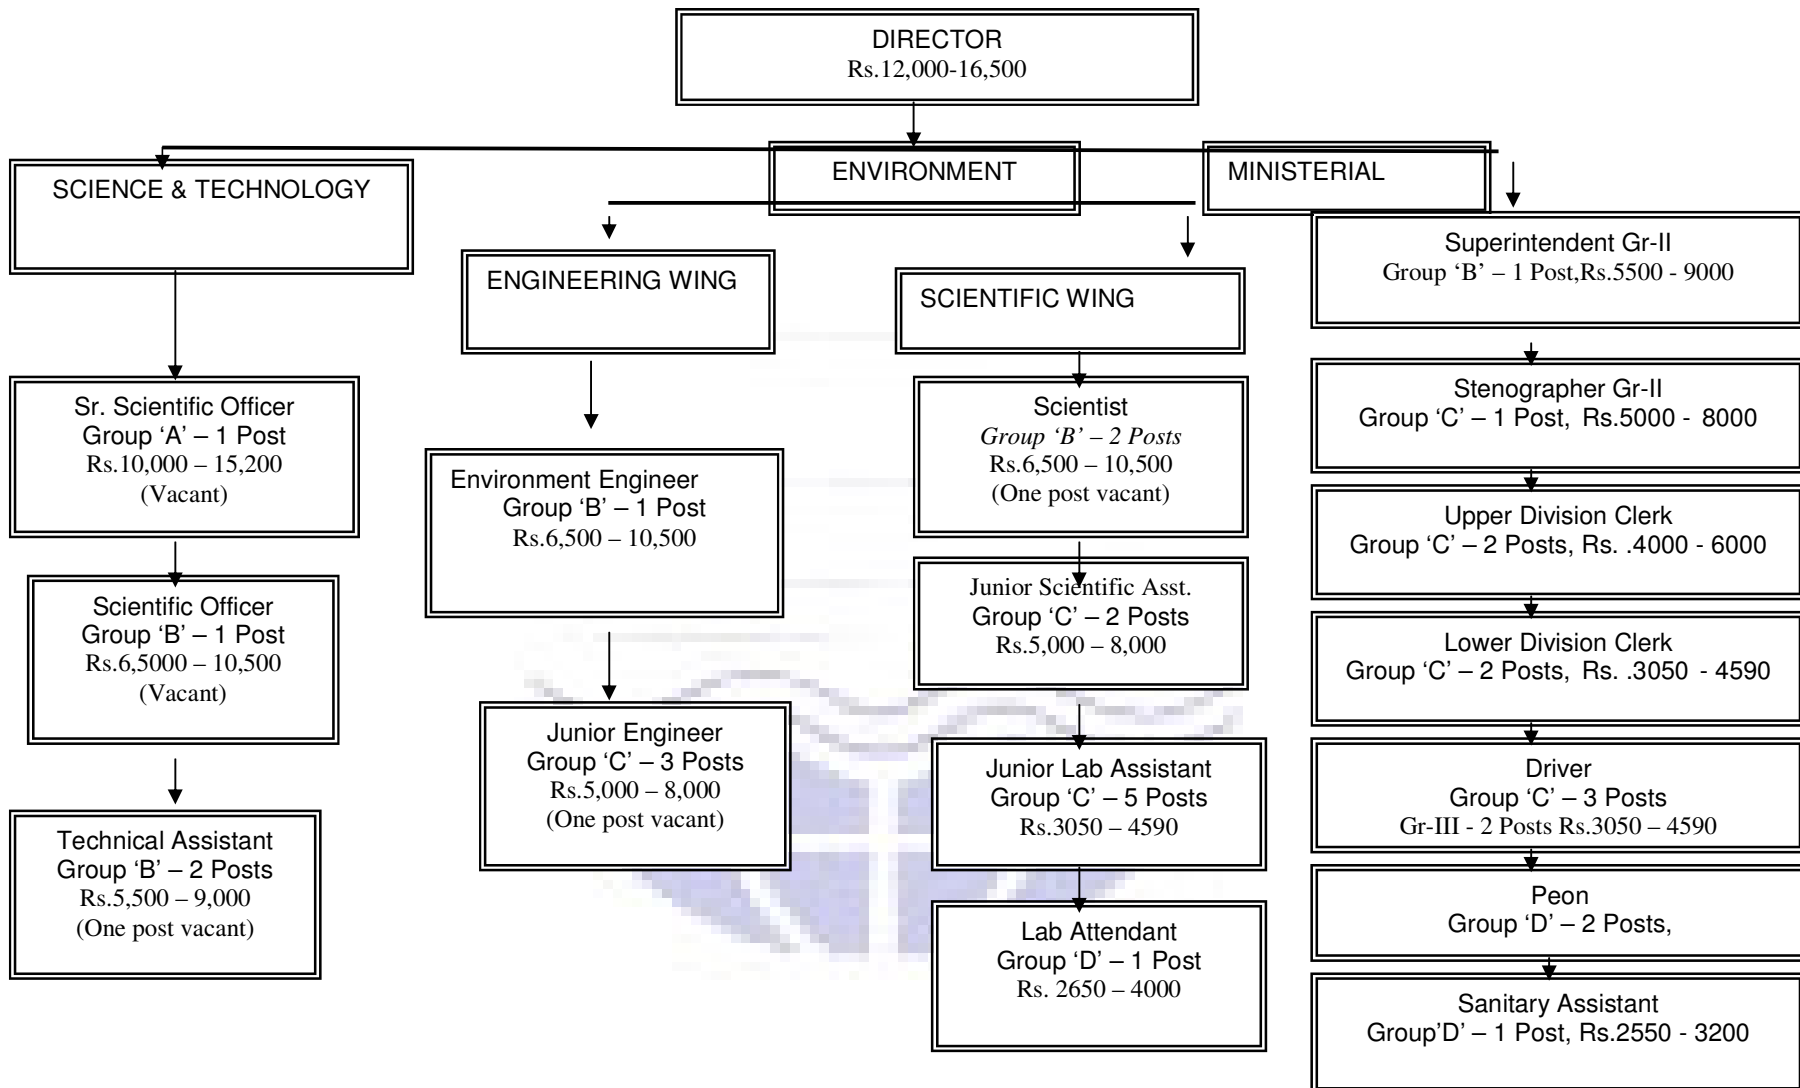 DIRECTOR
Rs.12,000-16,500
SCIENCE & TECHNOLOGY
ENVIRONMENT
MINISTERIAL
ENGINEERING WING
SCIENTIFIC WING
Sr. Scientific Officer
Group ‘A’ – 1 Post
Rs.10,000 – 15,200
(Vacant)
Scientific Officer
Group ‘B’ – 1 Post
Rs.6,5000 – 10,500
(Vacant)
Technical Assistant
Group ‘B’ – 2 Posts
Rs.5,500 – 9,000
(One post vacant)
Environment Engineer
Group ‘B’ – 1 Post
Rs.6,500 – 10,500
Junior Engineer
Group ‘C’ – 3 Posts
Rs.5,000 – 8,000
(One post vacant)
Scientist
Group ‘B’ – 2 Posts
Rs.6,500 – 10,500
(One post vacant)
Junior Scientific Asst.
Group ‘C’ – 2 Posts
Rs.5,000 – 8,000
Junior Lab Assistant
Group ‘C’ – 5 Posts
Rs.3050 – 4590
Lab Attendant
Group ‘D’ – 1 Post
Rs. 2650 – 4000
Superintendent Gr-II
Group ‘B’ – 1 Post,Rs.5500 - 9000
Stenographer Gr-II
Group ‘C’ – 1 Post, Rs.5000 - 8000
Upper Division Clerk
Group ‘C’ – 2 Posts, Rs. .4000 - 6000
Lower Division Clerk
Group ‘C’ – 2 Posts, Rs. .3050 - 4590
Driver
Group ‘C’ – 3 Posts
Gr-III - 2 Posts Rs.3050 – 4590
Peon
Group ‘D’ – 2 Posts,
Sanitary Assistant
Group’D’ – 1 Post, Rs.2550 - 3200